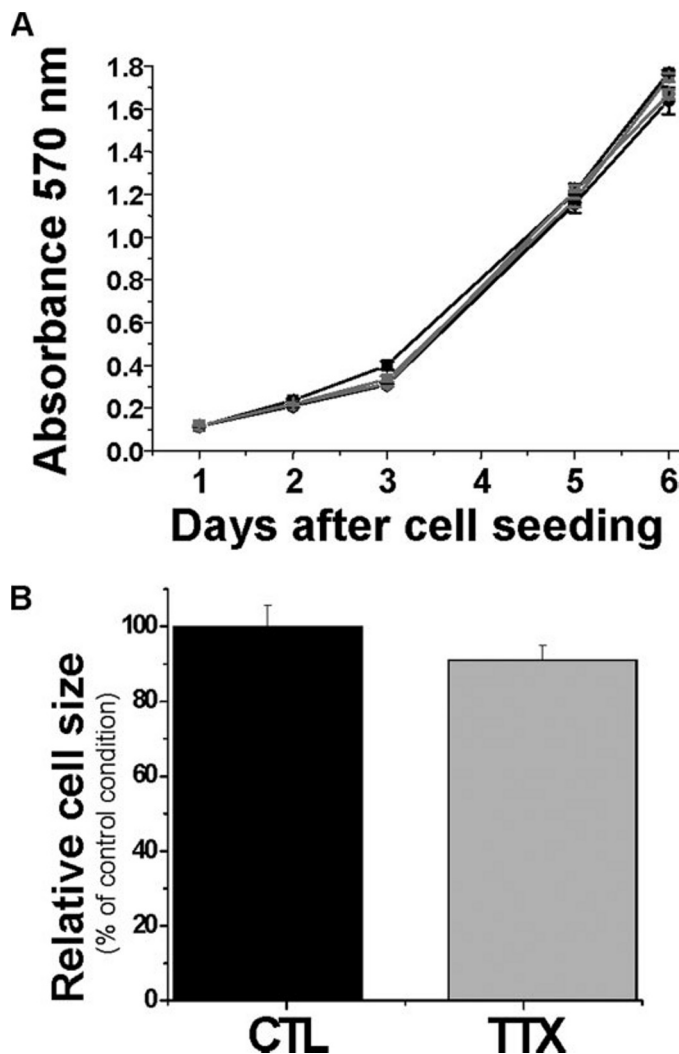 A
Absorbance 570 nm
1.8
1.6
1.4
1.2
1.0
0.8
0.6
0.4
0.2
0.0
1 2 3 4 5 6
Days after cell seeding
B
Relative cell size
(% of control condition)
100
80
60
40
20
0
CTL TTX